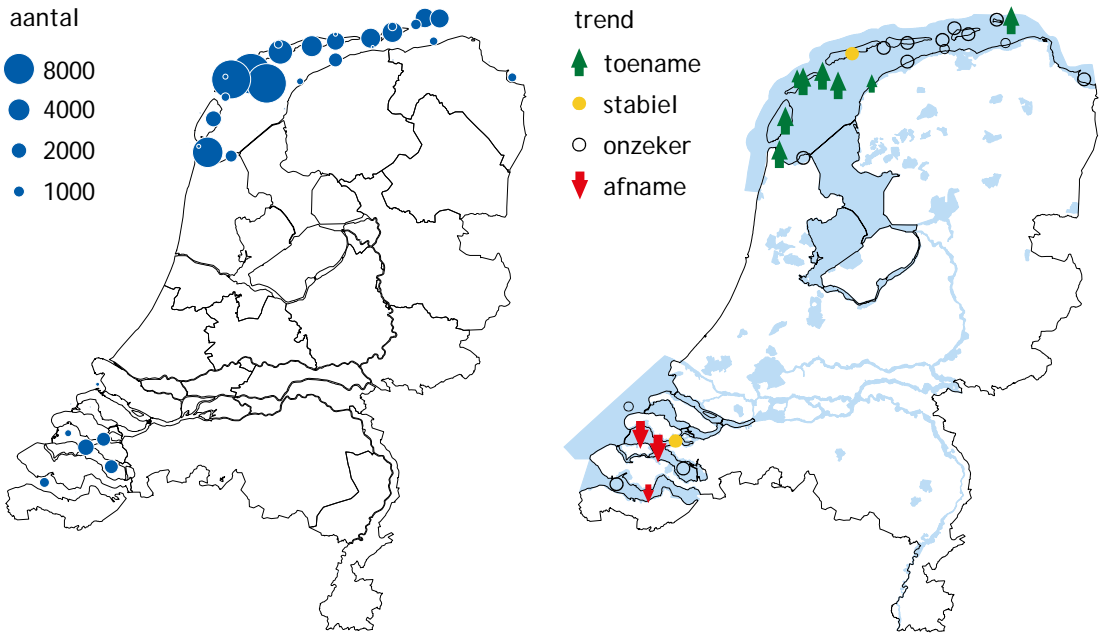 aantal
8000
4000
2000
1000
trend
toename
stabiel
onzeker
afname